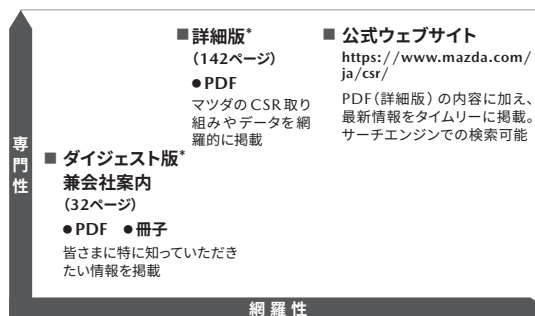 ■ 詳細版*
(142ページ)
● PDF
マツダのCSR取り
組みやデータを網
羅的に掲載
■ 公式ウェブサイト
https://www.mazda.com/
ja/csr/
PDF(詳細版)の内容に加え、
最新情報をタイムリーに掲載。
サーチエンジンでの検索可能
専門性
■ ダイジェスト版*
兼会社案内
(32ページ)
● PDF ● 冊子
皆さまに特に知っていただき
たい情報を掲載
網羅性